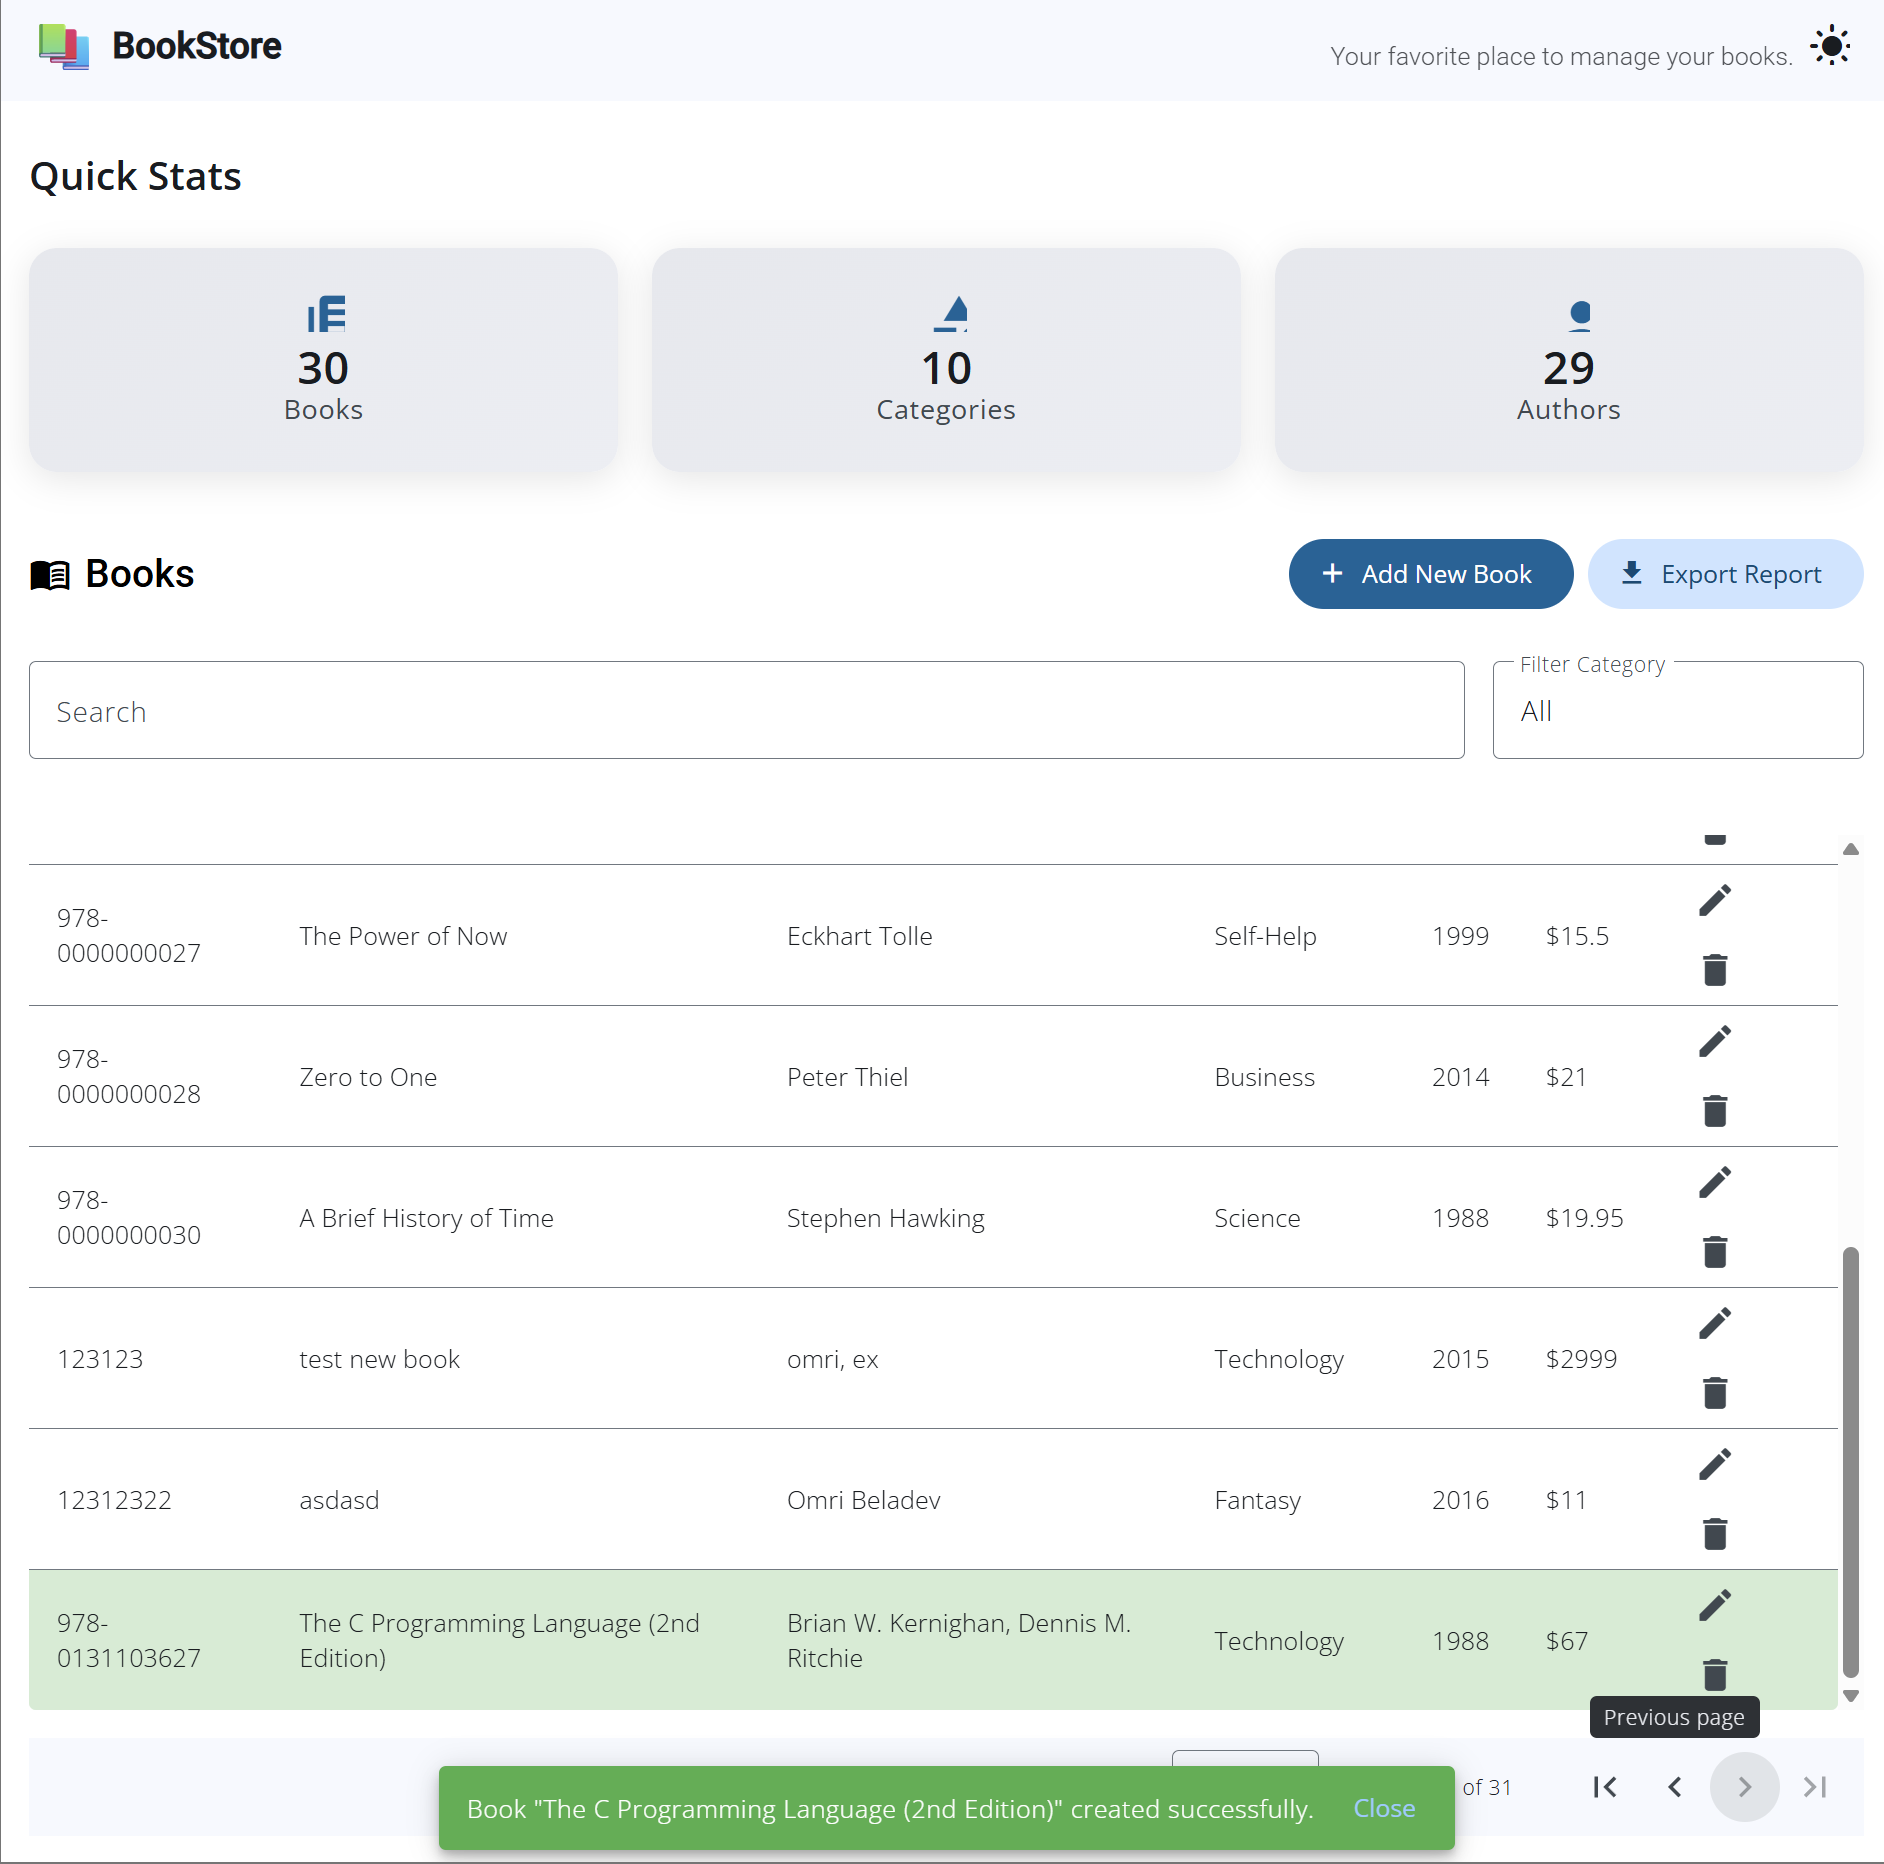 BookStore
Your favorite place to manage your books.
Quick Stats
30
Books
10
Categories
29
Authors
Books
Add New Book
Export Report
Search
Filter Category
All
978-
0000000027
The Power of Now
Eckhart Tolle
Self-Help
1999
$15.5
978-
0000000028
Zero to One
Peter Thiel
Business
2014
$21
978-
0000000030
A Brief History of Time
Stephen Hawking
Science
1988
$19.95
123123
test new book
omri, ex
Technology
2015
$2999
12312322
asdasd
Omri Beladev
Fantasy
2016
$11
978-
0131103627
The C Programming Language (2nd
Edition)
Brian W. Kernighan, Dennis M.
Ritchie
Technology
1988
$67
Previous page
of 31
Book "The C Programming Language (2nd Edition)" created successfully.
Close